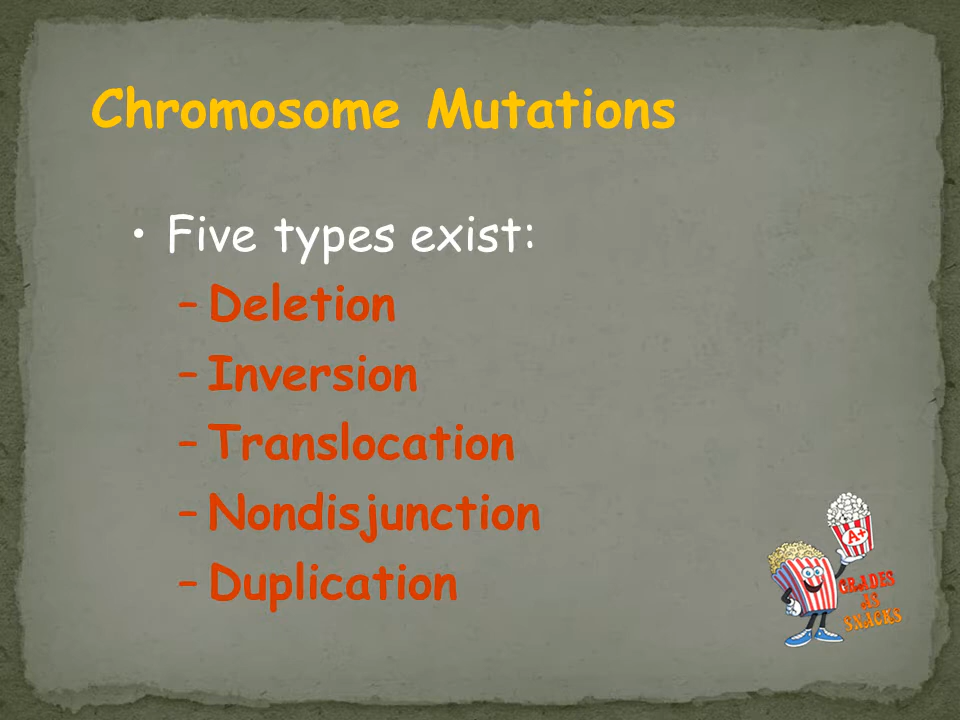 Chromosome Mutations
• Five types exist:
–Deletion
–Inversion
–Translocation
–Nondisjunction
–Duplication
A+
GRADES
AS
SNACKS